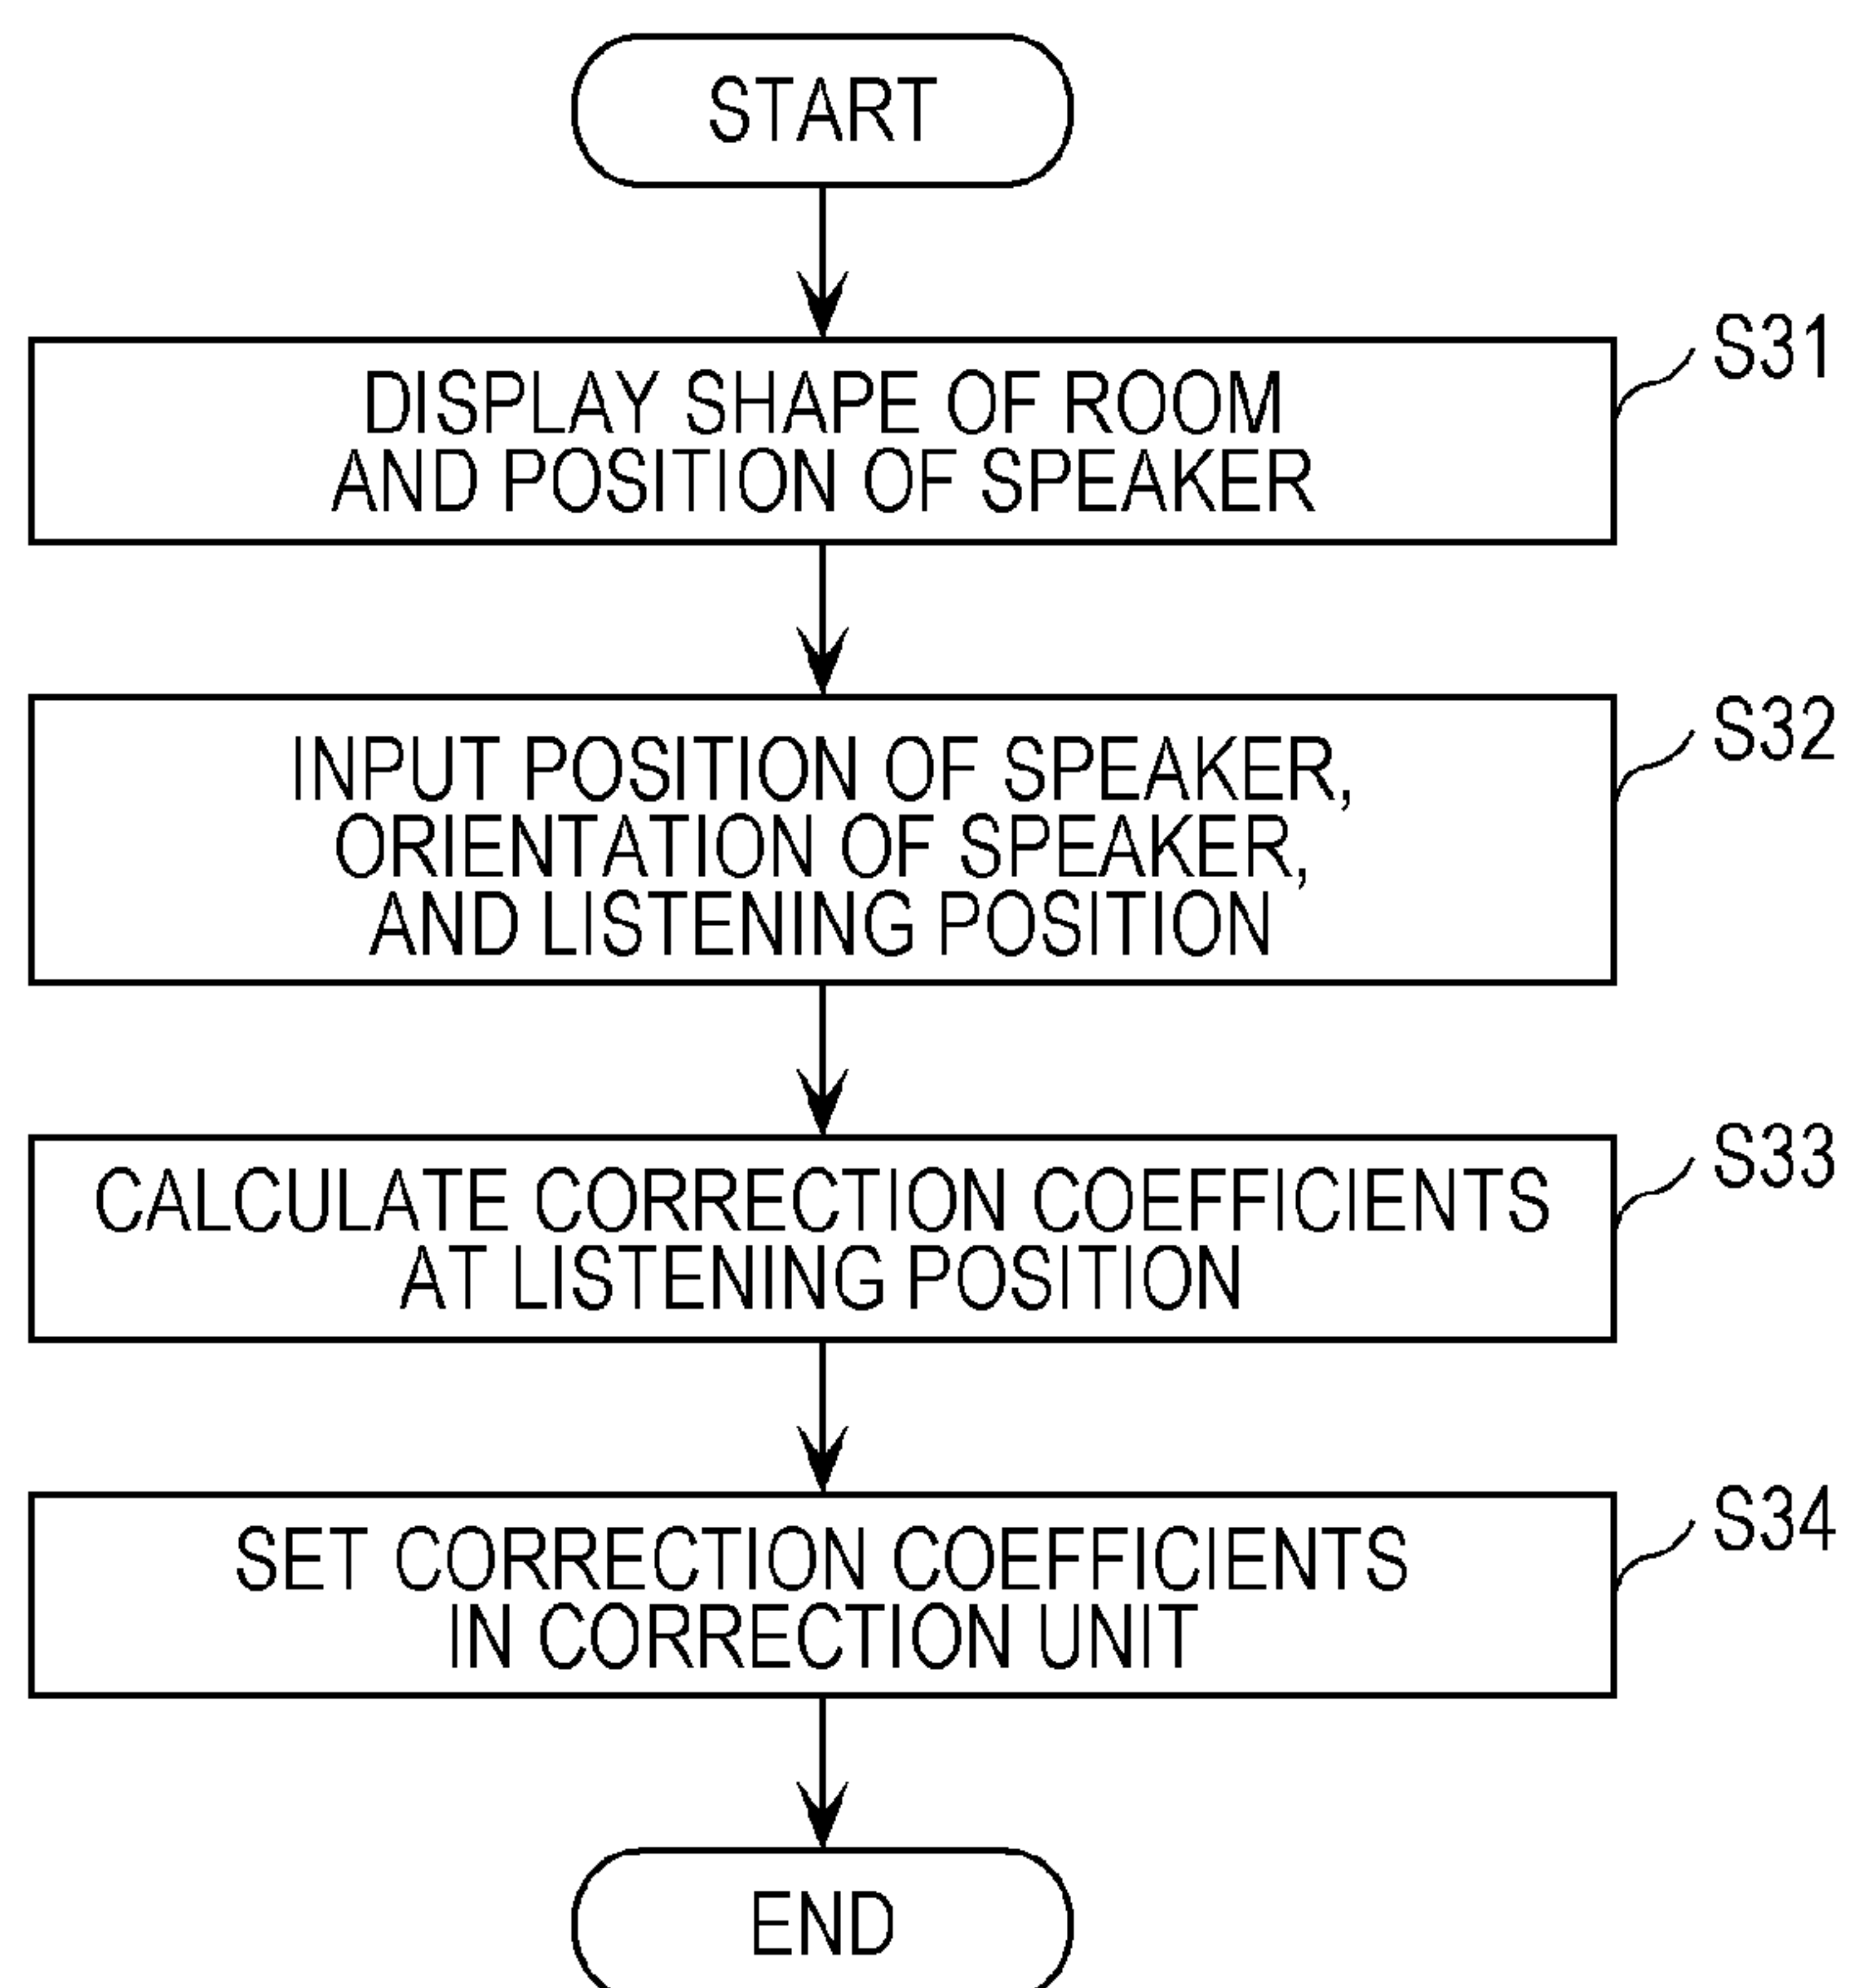 START
S31
DISPLAY SHAPE OF ROOM
AND POSITION OF SPEAKER
S32
INPUT POSITION OF SPEAKER,
ORIENTATION OF SPEAKER,
AND LISTENING POSITION
S33
CALCULATE CORRECTION COEFFICIENTS
AT LISTENING POSITION
S34
SET CORRECTION COEFFICIENTS
IN CORRECTION UNIT
END